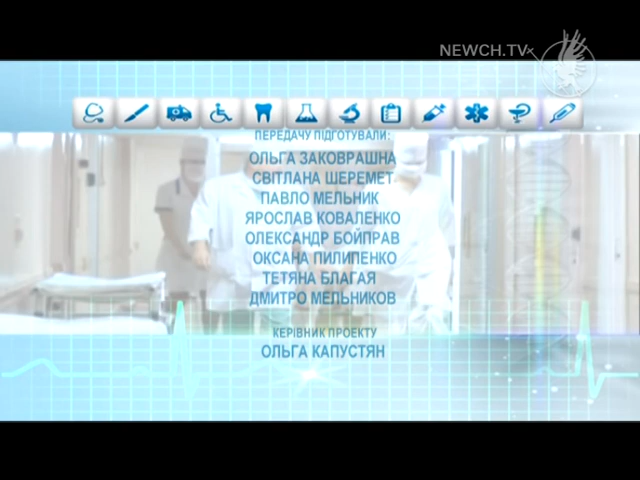 NEWCH.TV
ПЕРЕДАЧУ ПІДГОТУВАЛИ:
ОЛЬГА ЗАКОВРАШНА
СВІТЛАНА ШЕРЕМЕТ
ПАВЛО МЕЛЬНИК
ЯРОСЛАВ КОВАЛЕНКО
ОЛЕКСАНДР БОЙПРАВ
ОКСАНА ПИЛИПЕНКО
ТЕТЯНА БЛАГАЯ
ДМИТРО МЕЛЬНИКОВ
КЕРІВНИК ПРОЕКТУ
ОЛЬГА КАПУСТЯН